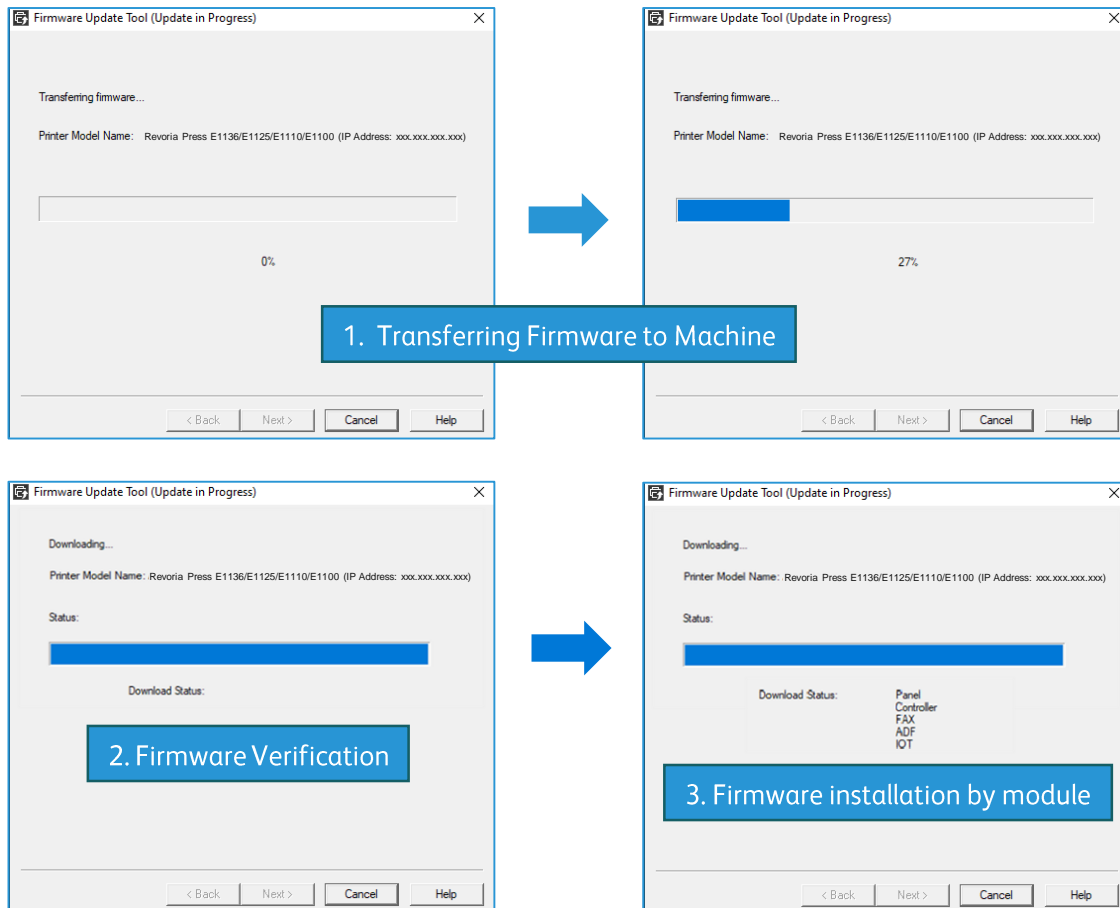 Firmware Update Tool (Update in Progress)
Transferring firmware...
Printer Model Name: Revoria Press E1136/E1125/E1110/E1100 (IP Address: xxx.xxx.xxx.xxx)
0%
< Back Next > Cancel Help
Firmware Update Tool (Update in Progress)
Transferring firmware...
Printer Model Name: Revoria Press E1136/E1125/E1110/E1100 (IP Address: xxx.xxx.xxx.xxx)
27%
< Back Next > Cancel Help
1. Transferring Firmware to Machine
Firmware Update Tool (Update in Progress)
Downloading...
Printer Model Name: Revoria Press E1136/E1125/E1110/E1100 (IP Address: xxx.xxx.xxx.xxx)
Status:
Download Status:
2. Firmware Verification
< Back Next > Cancel Help
Firmware Update Tool (Update in Progress)
Downloading...
Printer Model Name: Revoria Press E1136/E1125/E1110/E1100 (IP Address: xxx.xxx.xxx.xxx)
Status:
Download Status: Panel
Controller
FAX
ADF
IOT
3. Firmware installation by module
< Back Next > Cancel Help